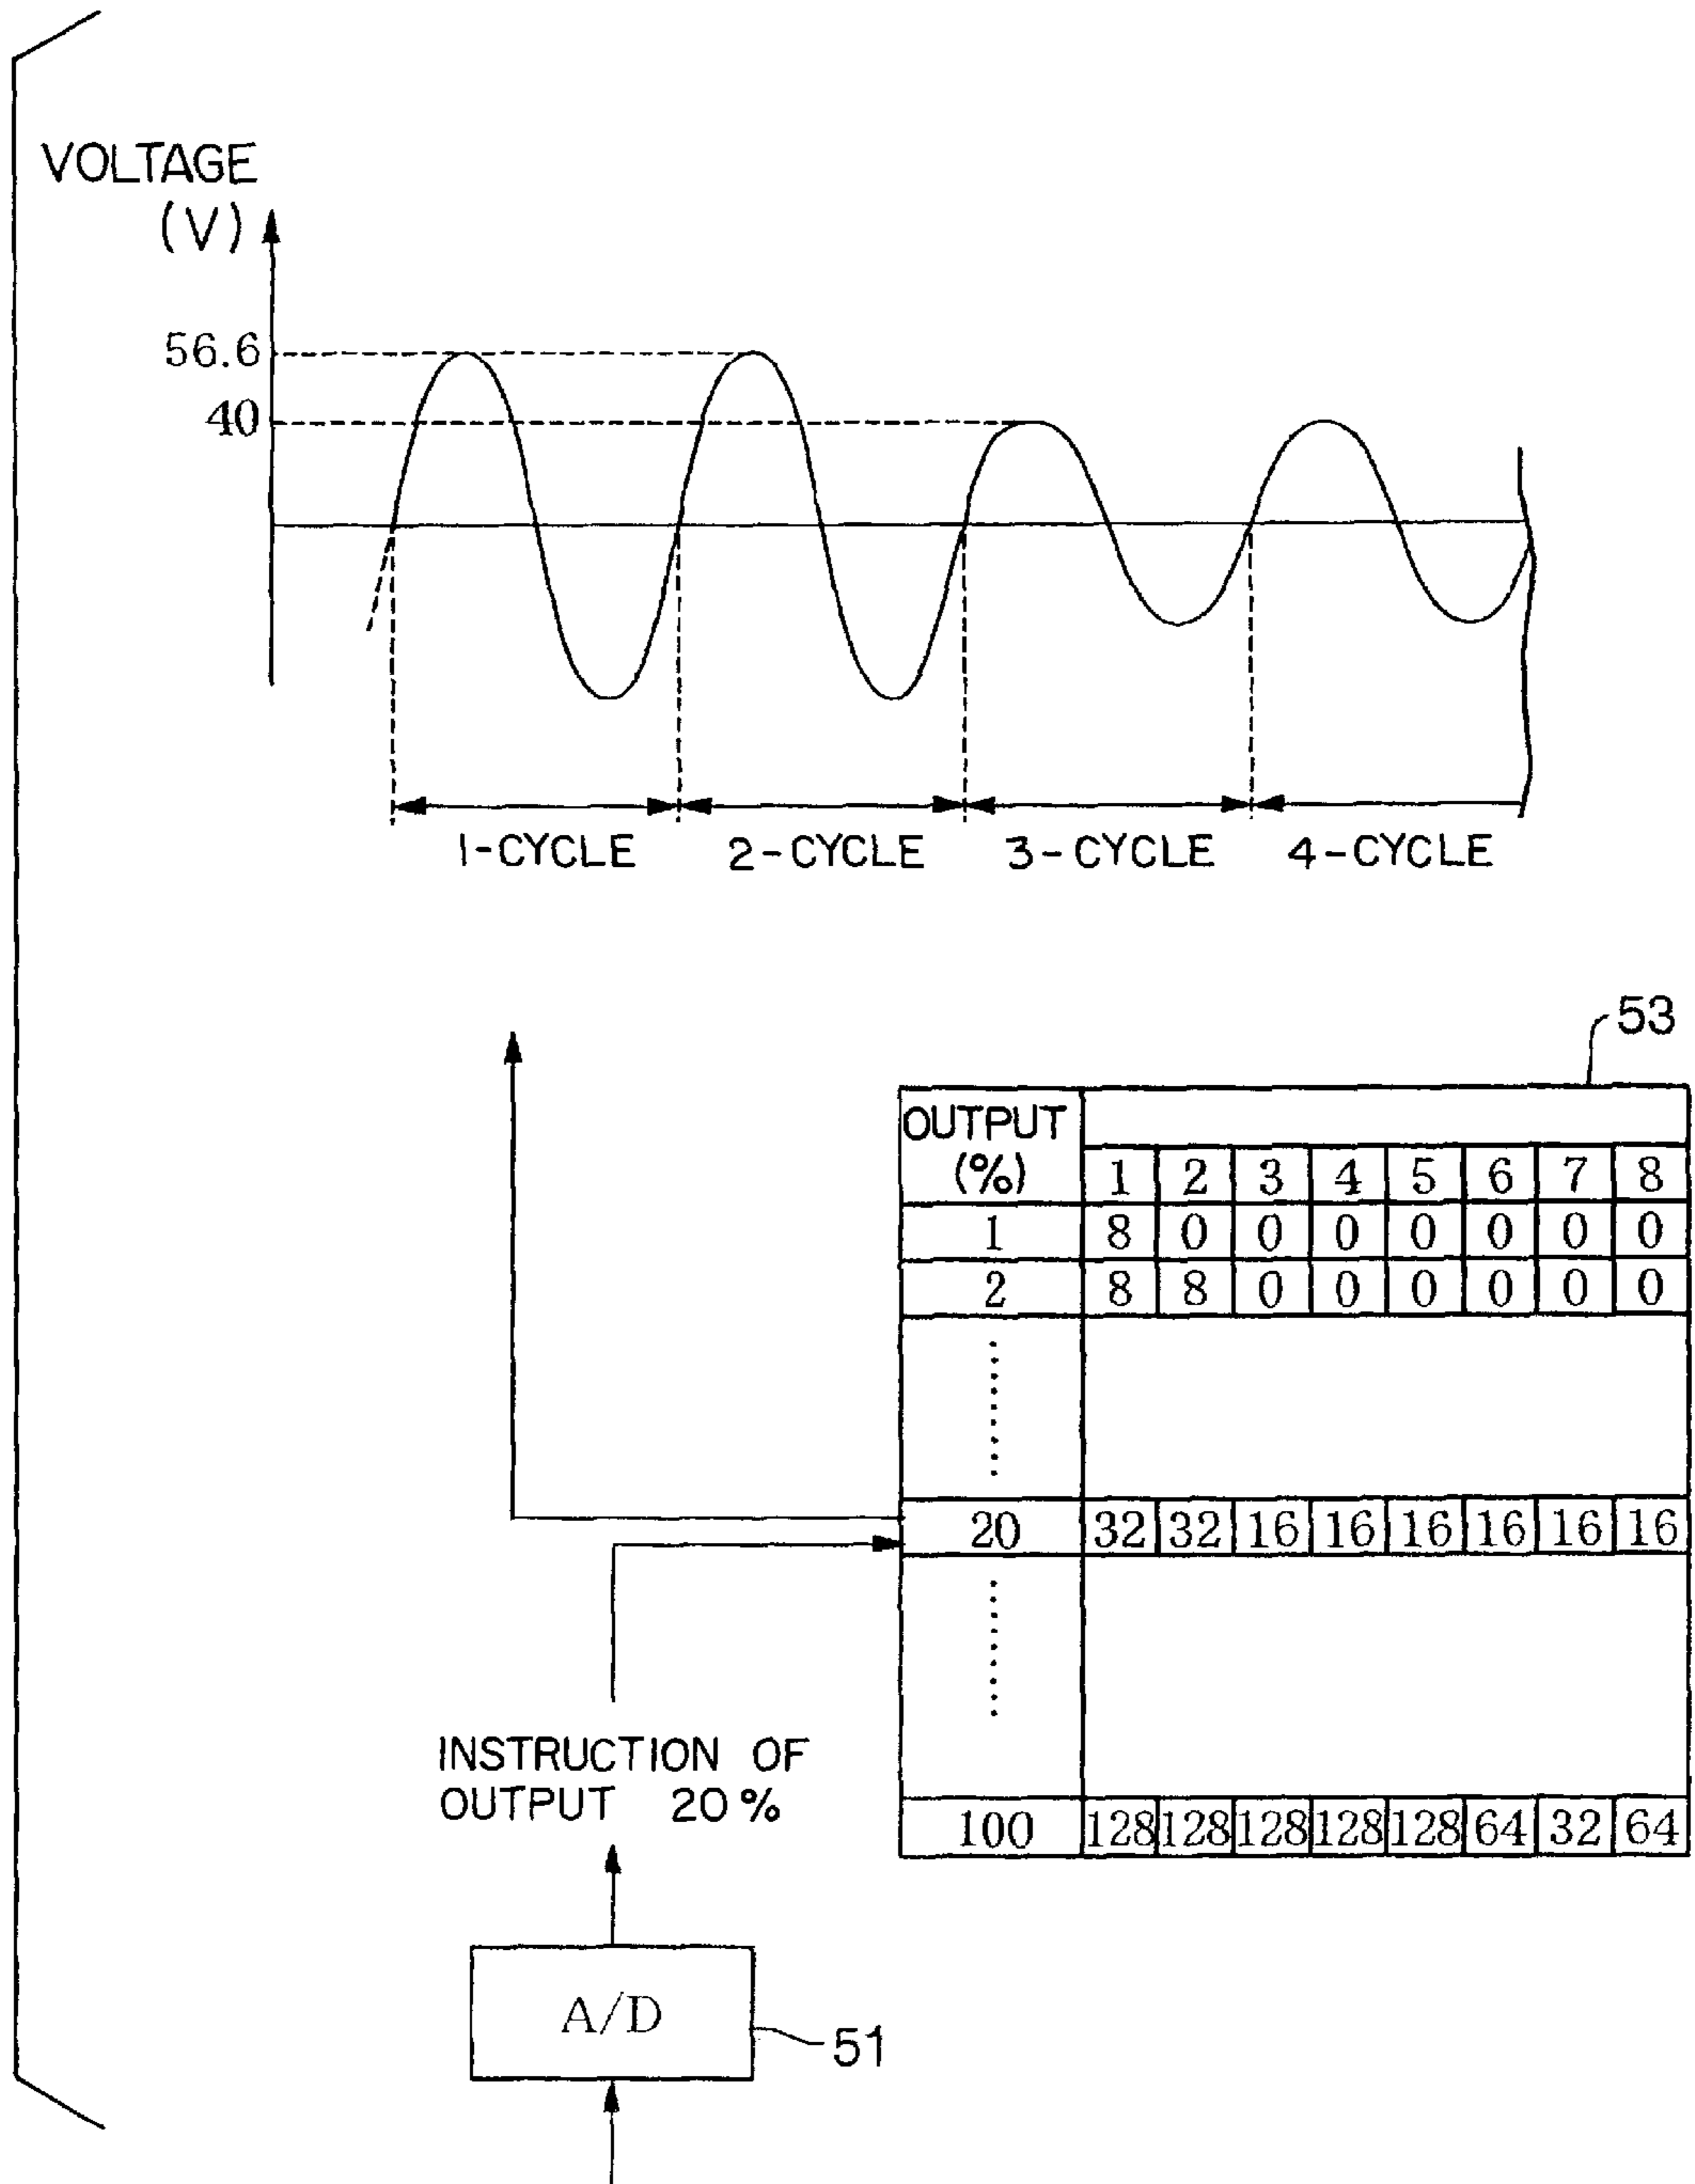 VOLTAGE
(V)
56.6
40
1-CYCLE 2-CYCLE 3-CYCLE 4-CYCLE
53
OUTPUT
(%) 1 2 3 4 5 6 7 8
1 8 0 0 0 0 0 0 0
2 8 8 0 0 0 0 0 0
20 32 32 16 16 16 16 16 16
100 128 128 128 128 128 64 32 64
INSTRUCTION OF
OUTPUT 20%
A/D
51